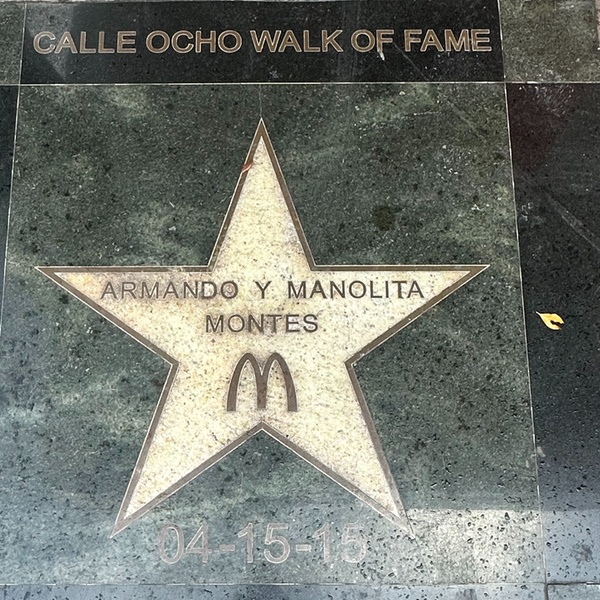 CALLE OCHO WALK OF FAME
ARMANDO Y MANOLITA
MONTES
04-15-15